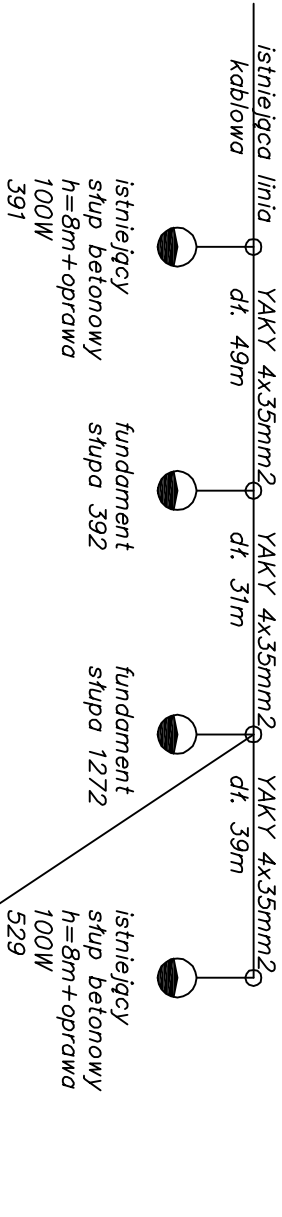 istniejąca linia
kablowa
YAKY 4x35mm2
dł. 49m
YAKY 4x35mm2
dł. 31m
YAKY 4x35mm2
dł. 39m
istniejący
słup betonowy
h=8m+oprawa
100W
391
fundament
słupa 392
fundament
słupa 1272
istniejący
słup betonowy
h=8m+oprawa
100W
529